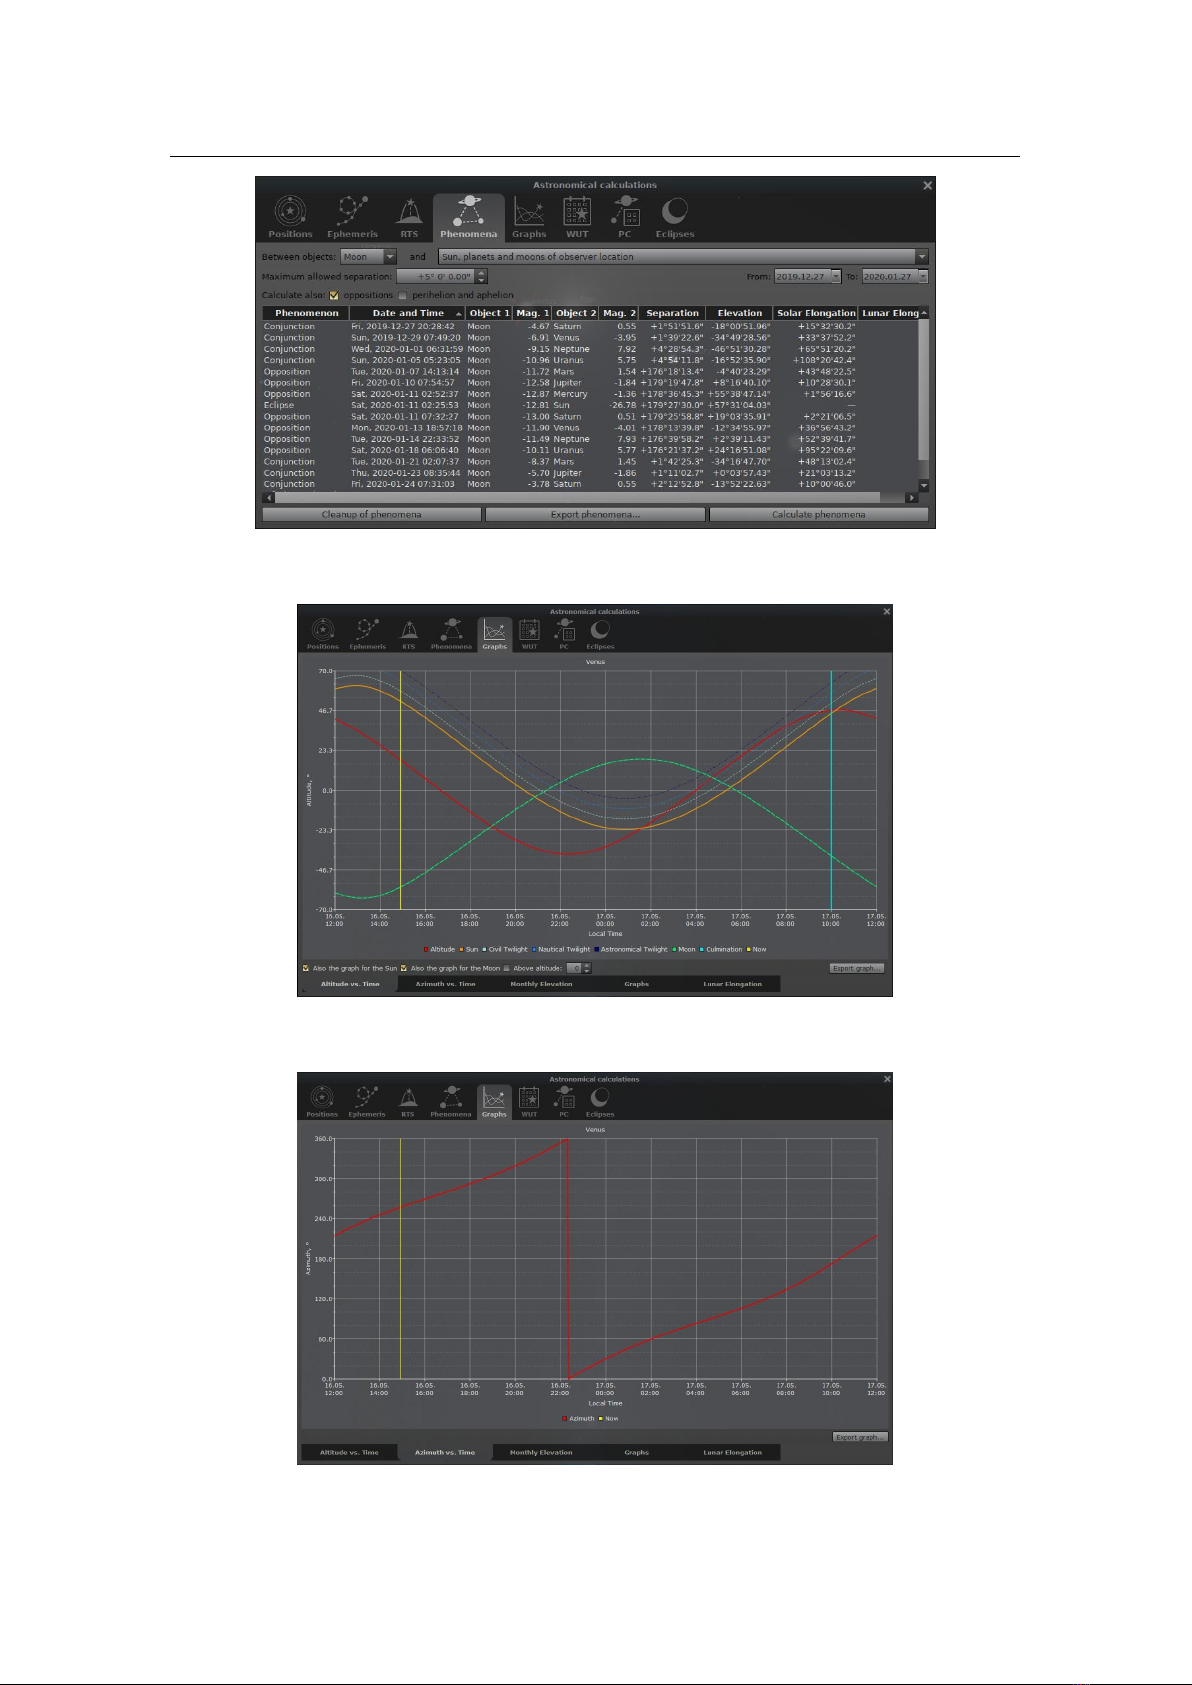 Astronomical calculations
Positions Ephemeris RTS Phenomena Graphs WUT PC Eclipses
Between objects: Moon and Sun, planets and moons of observer location
Maximum allowed separation: +5° 0' 0.00" From: 2019.12.27 To: 2020.01.27
Calculate also: oppositions perihelion and aphelion
Phenomenon Date and Time Object 1 Mag. 1 Object 2 Mag. 2 Separation Elevation Solar Elongation Lunar Elong
Conjunction Fri, 2019-12-27 20:28:42 Moon -4.67 Saturn 0.55 +1°51'51.6" -18°00'51.96" +15°32'30.2"
Conjunction Sun, 2019-12-29 07:49:20 Moon -6.91 Venus -3.95 +1°39'22.6" -34°49'28.56" +33°37'52.2"
Conjunction Wed, 2020-01-01 06:31:59 Moon -9.15 Neptune 7.92 +4°28'54.3" -46°51'30.28" +65°51'20.2"
Conjunction Sun, 2020-01-05 05:23:05 Moon -10.96 Uranus 5.75 +4°54'11.8" -16°52'35.90" +108°20'42.4"
Opposition Tue, 2020-01-07 14:13:14 Moon -11.72 Mars 1.54 +176°18'13.4" -4°40'23.29" +43°48'22.5"
Opposition Fri, 2020-01-10 07:54:57 Moon -12.58 Jupiter -1.84 +179°19'47.8" +8°16'40.10" +10°28'30.1"
Opposition Sat, 2020-01-11 02:52:37 Moon -12.87 Mercury -1.36 +178°36'45.3" +55°38'47.14" +1°56'16.6"
Eclipse Sat, 2020-01-11 02:25:53 Moon -12.81 Sun -26.78 +179°27'30.0" +57°31'04.03" —
Opposition Sat, 2020-01-11 07:32:27 Moon -13.00 Saturn 0.51 +179°25'58.8" +19°03'35.91" +2°21'06.5"
Opposition Mon, 2020-01-13 18:57:18 Moon -11.90 Venus -4.01 +178°13'39.8" -12°34'55.97" +36°56'43.2"
Opposition Tue, 2020-01-14 22:33:52 Moon -11.49 Neptune 7.93 +176°39'58.2" +2°39'11.43" +52°39'41.7"
Opposition Sat, 2020-01-18 06:06:40 Moon -10.11 Uranus 5.77 +176°21'37.2" +24°16'51.08" +95°22'09.6"
Conjunction Tue, 2020-01-21 02:07:37 Moon -8.37 Mars 1.45 +1°42'25.3" -34°16'47.70" +48°13'02.4"
Conjunction Thu, 2020-01-23 08:35:44 Moon -5.70 Jupiter -1.86 +1°11'02.7" +0°03'57.43" +21°03'13.2"
Conjunction Fri, 2020-01-24 07:31:03 Moon -3.78 Saturn 0.55 +2°12'52.8" -13°52'22.63" +10°00'46.0"
Cleanup of phenomena Export phenomena... Calculate phenomena
Astronomical calculations
Positions Ephemeris RTS Phenomena Graphs WUT PC Eclipses
Venus
70.0
46.7
23.3
0.0
-23.3
-46.7
-70.0
Altitude, °
16.05. 16.05. 16.05. 16.05. 16.05. 16.05. 17.05. 17.05. 17.05. 17.05. 17.05. 17.05. 17.05.
12:00 14:00 16:00 18:00 20:00 22:00 00:00 02:00 04:00 06:00 08:00 10:00 12:00
Local Time
Altitude Sun Civil Twilight Nautical Twilight Astronomical Twilight Moon Culmination Now
Also the graph for the Sun Also the graph for the Moon Above altitude: 0 Export graph...
Altitude vs. Time Azimuth vs. Time Monthly Elevation Graphs Lunar Elongation
Astronomical calculations
Positions Ephemeris RTS Phenomena Graphs WUT PC Eclipses
Venus
360.0
300.0
240.0
180.0
120.0
60.0
0.0
Azimuth, °
16.05. 16.05. 16.05. 16.05. 16.05. 16.05. 17.05. 17.05. 17.05. 17.05. 17.05. 17.05. 17.05.
12:00 14:00 16:00 18:00 20:00 22:00 00:00 02:00 04:00 06:00 08:00 10:00 12:00
Local Time
Azimuth Now
Export graph...
Altitude vs. Time Azimuth vs. Time Monthly Elevation Graphs Lunar Elongation